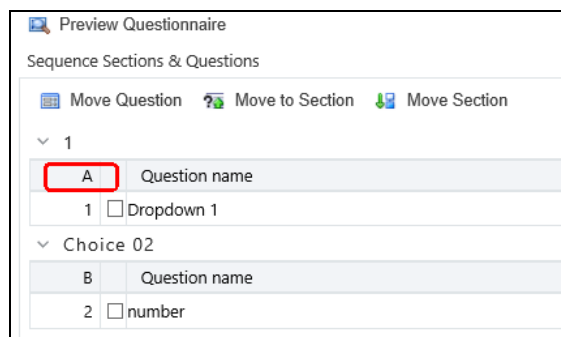 Preview Questionnaire
Sequence Sections & Questions
Move Question Move to Section Move Section
1
A Question name
1 Dropdown 1
Choice 02
B Question name
2 number